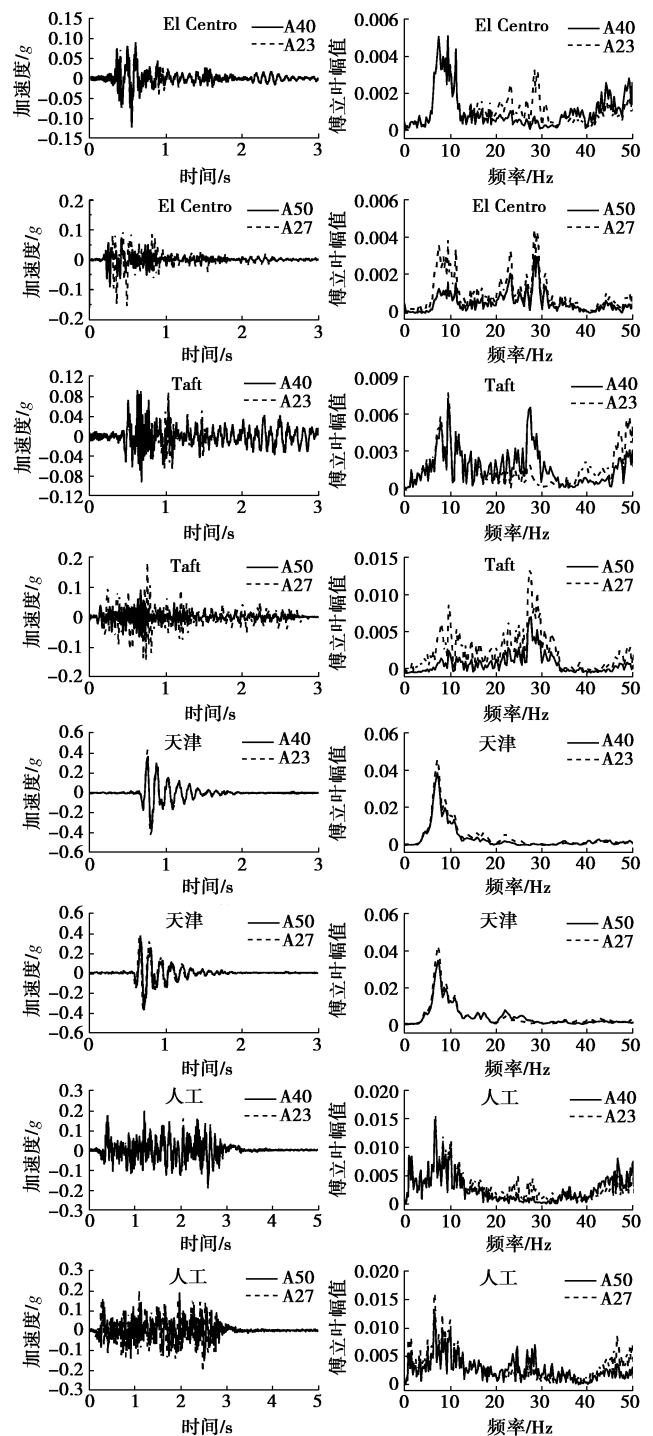 El Centro
A40
A23
加速度/g
0.15
0.10
0.05
0
−0.05
−0.10
−0.15
0 1 2 3
时间/s
El Centro
A40
A23
傅立叶幅值
0.006
0.004
0.002
0
0 10 20 30 40 50
频率/Hz
El Centro
A50
A27
加速度/g
0.2
0.1
0
−0.1
−0.2
0 1 2 3
时间/s
El Centro
A50
A27
傅立叶幅值
0.006
0.004
0.002
0
0 10 20 30 40 50
频率/Hz
Taft
A40
A23
加速度/g
0.12
0.08
0.04
0
−0.04
−0.09
−0.12
0 1 2 3
时间/s
Taft
A40
A23
傅立叶幅值
0.009
0.006
0.003
0
0 10 20 30 40 50
频率/Hz
Taft
A50
A27
加速度/g
0.2
0.1
0
−0.1
−0.2
0 1 2 3
时间/s
Taft
A50
A27
傅立叶幅值
0.015
0.010
0.005
0
0 10 20 30 40 50
频率/Hz
天津
A40
A23
加速度/g
0.6
0.4
0.2
0
−0.2
−0.4
−0.6
0 1 2 3
时间/s
天津
A40
A23
傅立叶幅值
0.06
0.04
0.02
0
0 10 20 30 40 50
频率/Hz
天津
A50
A27
加速度/g
0.6
0.4
0.2
0
−0.2
−0.4
−0.6
0 1 2 3
时间/s
天津
A50
A27
傅立叶幅值
0.06
0.04
0.02
0
0 10 20 30 40 50
频率/Hz
人工
A40
A23
加速度/g
0.3
0.2
0.1
0
−0.1
−0.2
−0.3
0 1 2 3 4 5
时间/s
人工
A40
A23
傅立叶幅值
0.020
0.015
0.010
0.005
0
0 10 20 30 40 50
频率/Hz
人工
A50
A27
加速度/g
0.3
0.2
0.1
0
−0.1
−0.2
−0.3
0 1 2 3 4 5
时间/s
人工
A50
A27
傅立叶幅值
0.020
0.015
0.010
0.005
0
0 10 20 30 40 50
频率/Hz